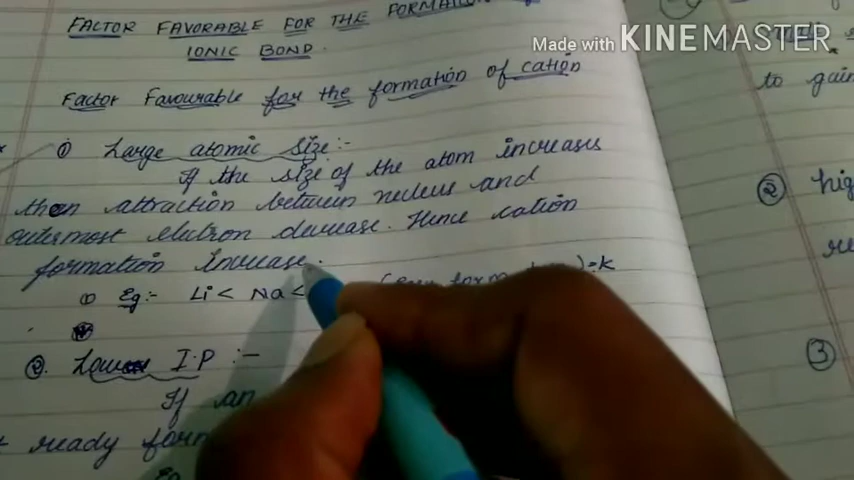 Made with KINEMASTER
FACTOR FAVORABLE FOR THE
IONIC BOND.
Factor Favourable for the formation of cation
① Large atomic size:-
If the size of the atom increases
then attraction between nucleus and
outermost electron decrease. Hence cation
formation increase.
① Eg:- Li < Na <
② Low I.P :-
If an
ready
to gain
②
③